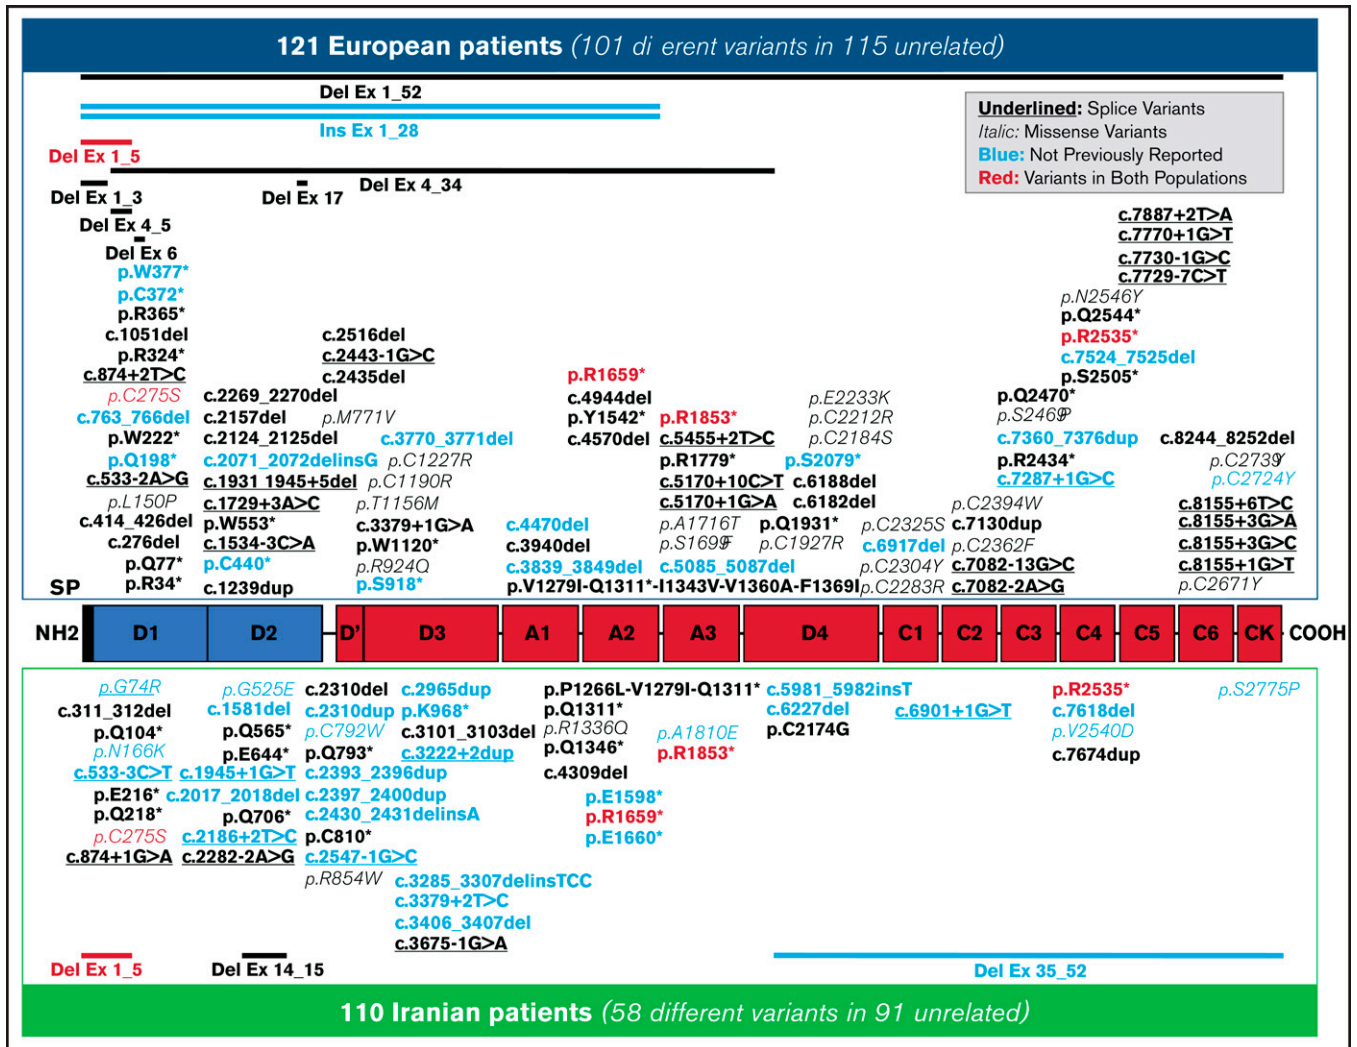 121 European patients (101 di erent variants in 115 unrelated)
Del Ex 1_52
Ins Ex 1_28
Del Ex 1_5
Del Ex 4_34
Del Ex 1_3
Del Ex 17
Del Ex 4_5
Del Ex 6
Underlined: Splice Variants
Italic: Missense Variants
Blue: Not Previously Reported
Red: Variants in Both Populations
p.W377*
p.C372*
p.R365*
c.1051del
p.R324*
c.874+2T>C
p.C275S
c.763_766del
p.W222*
p.Q198*
c.533-2A>G
p.L150P
c.414_426del
c.276del
p.Q77*
p.R34*
c.2269_2270del
c.2157del
c.2124_2125del
c.2071_2072delinsG
c.1931_1945+5del
c.1729+3A>C
p.W553*
c.1534-3C>A
p.C440*
c.1239dup
c.2516del
c.2443-1G>C
c.2435del
p.M771V
c.3770_3771del
p.C1227R
p.C1190R
p.T1156M
c.3379+1G>A
p.W1120*
p.R924Q
p.S918*
p.R1659*
c.4944del
p.Y1542*
c.4570del
c.4470del
c.3940del
c.3839_3849del
p.V1279I-Q1311*-I1343V-V1360A-F1369I
p.R1853*
c.5455+2T>C
p.R1779*
c.5170+10C>T
c.5170+1G>A
p.A1716T
p.S1699F
c.5085_5087del
p.E2233K
p.C2212R
p.C2184S
p.S2079*
c.6188del
c.6182del
p.Q1931*
p.C1927R
p.C2325S
c.6917del
p.C2304Y
p.C2283R
p.C2394W
c.7130dup
p.C2362F
c.7082-13G>C
c.7082-2A>G
p.Q2470*
p.S2469P
c.7360_7376dup
p.R2434*
c.7287+1G>C
c.7887+2T>A
c.7770+1G>T
c.7730-1G>C
c.7729-7C>T
p.N2546Y
p.Q2544*
p.R2535*
c.7524_7525del
p.S2505*
c.8244_8252del
p.C2739Y
p.C2724Y
c.8155+6T>C
c.8155+3G>A
c.8155+3G>C
c.8155+1G>T
p.C2671Y
SP
NH2 D1 D2 D' D3 A1 A2 A3 D4 C1 C2 C3 C4 C5 C6 CK COOH
p.G74R
c.311_312del
p.Q104*
p.N166K
c.533-3C>T
p.E216*
p.Q218*
p.C275S
c.874+1G>A
p.G525E
c.1581del
p.Q565*
p.E644*
c.1945+1G>T
c.2017_2018del
p.Q706*
c.2186+2T>C
c.2282-2A>G
c.2310del
c.2310dup
p.C792W
p.Q793*
c.2393_2396dup
c.2397_2400dup
c.2430_2431delinsA
p.C810*
c.2547-1G>C
p.R854W
c.2965dup
p.K968*
c.3101_3103del
c.3222+2dup
c.3285_3307delinsTCC
c.3379+2T>C
c.3406_3407del
c.3675-1G>A
p.P1266L-V1279I-Q1311*
p.Q1311*
p.R1336Q
p.Q1346*
c.4309del
p.E1598*
p.R1659*
p.E1660*
p.A1810E
p.R1853*
c.5981_5982insT
c.6227del
p.C2174G
c.6901+1G>T
p.R2535*
c.7618del
p.V2540D
c.7674dup
p.S2775P
Del Ex 1_5
Del Ex 14_15
Del Ex 35_52
110 Iranian patients (58 different variants in 91 unrelated)